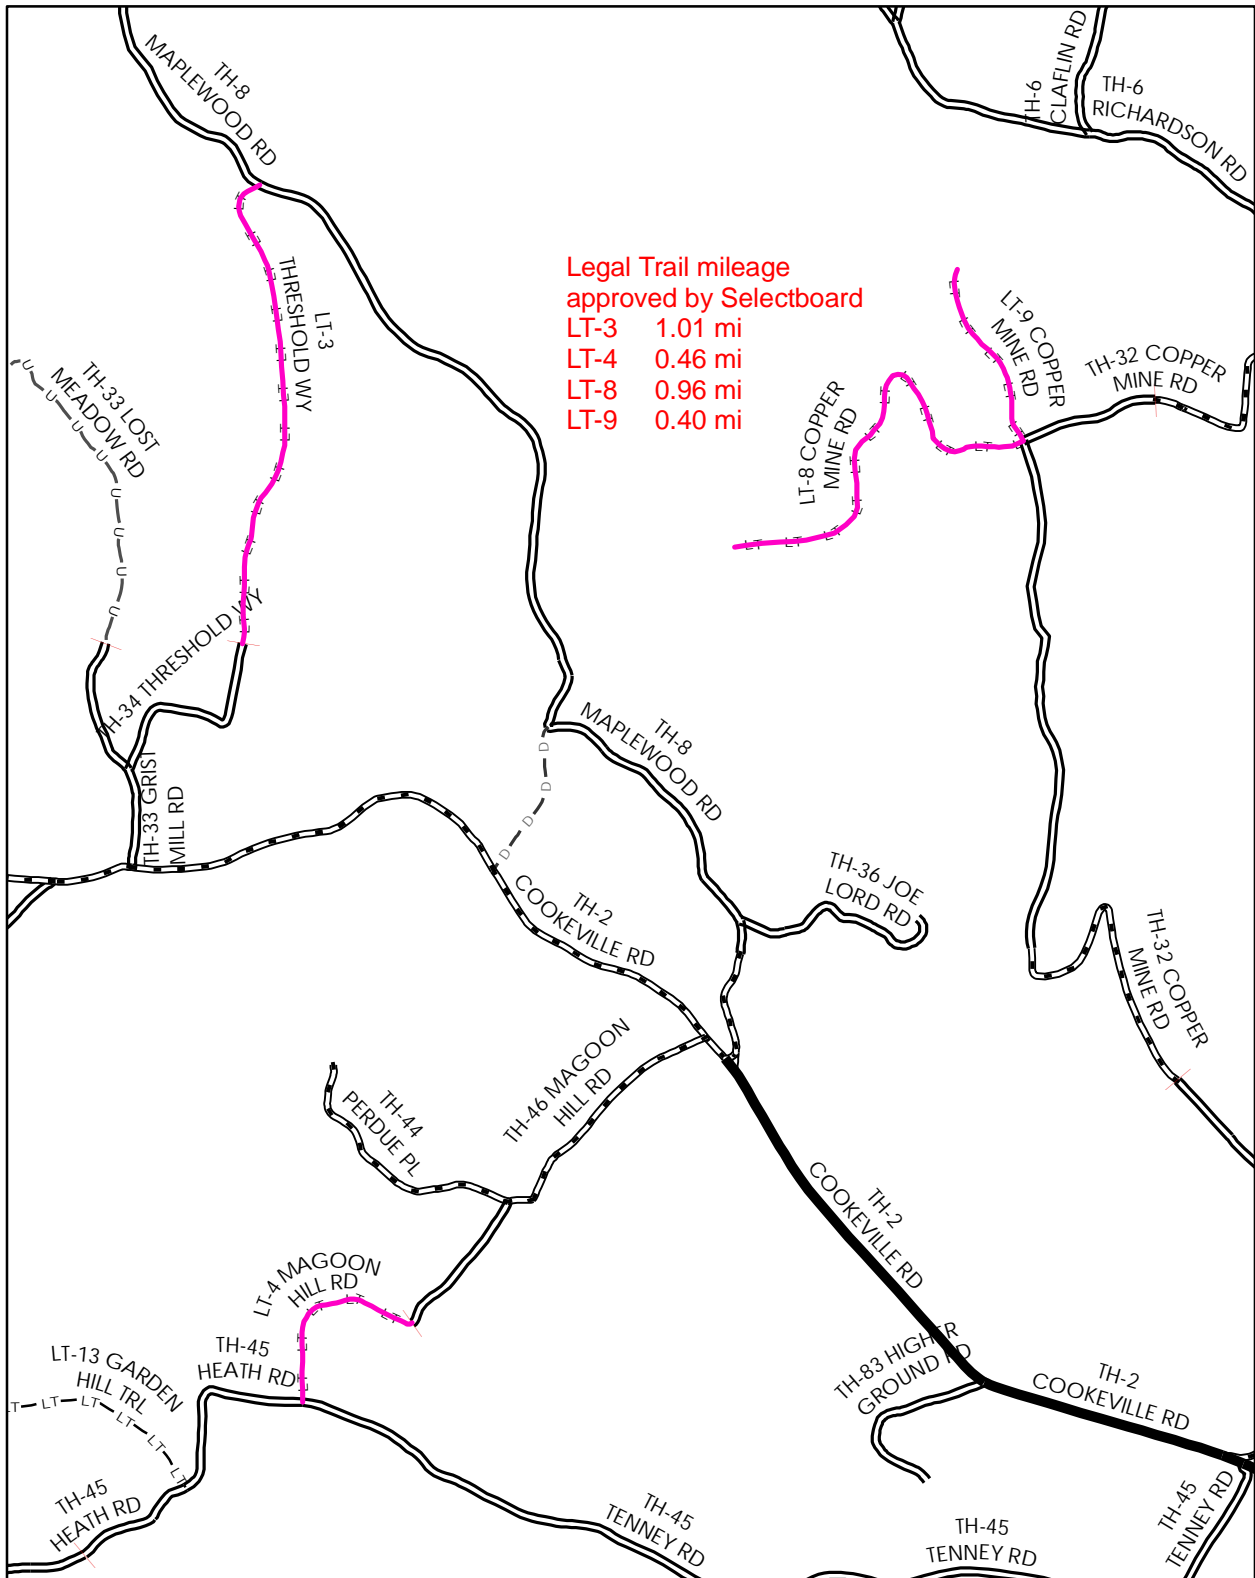 TH-8
MAPLEWOOD RD
TH-6
CLAFLIN RD
TH-6
RICHARDSON RD
LT-3
THRESHOLD WY
Legal Trail mileage
approved by Selectboard
LT-3 1.01 mi
LT-4 0.46 mi
LT-8 0.96 mi
LT-9 0.40 mi
LT-9 COPPER
MINE RD
TH-32 COPPER
MINE RD
TH-33 LOST
MEADOW RD
LT-8 COPPER
MINE RD
TH-34 THRESHOLD WY
TH-8
MAPLEWOOD RD
TH-33 GRIST
MILL RD
TH-36 JOE
LORD RD
TH-2
COOKEVILLE RD
TH-32 COPPER
MINE RD
TH-46 MAGOON
HILL RD
TH-44
PERDUE PL
TH-2
COOKEVILLE RD
LT-4 MAGOON
HILL RD
TH-45
HEATH RD
LT-13 GARDEN
HILL TRL
TH-83 HIGHER
GROUND RD
TH-2
COOKEVILLE RD
TH-45
HEATH RD
TH-45
TENNEY RD
TH-45
TENNEY RD
TH-45
TENNEY RD